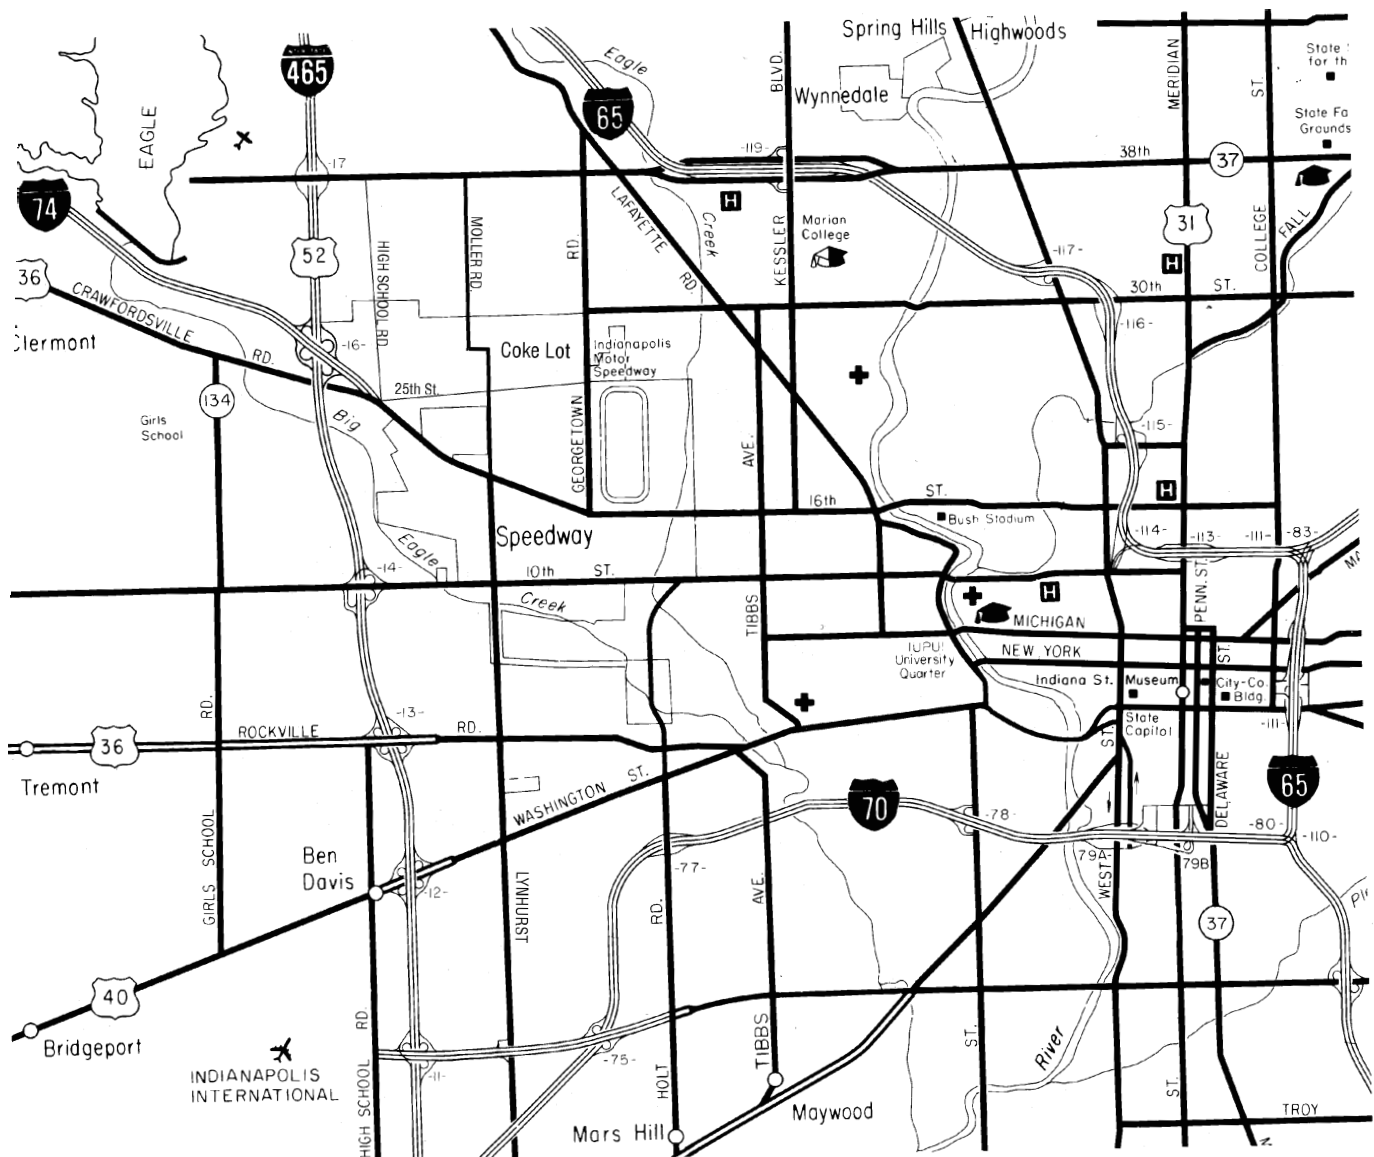 Spring Hills
Highwoods
Eagle
465
65
BLVD.
Wynnedale
MERIDIAN
ST.
State
for th
State Fa
Grounds
EAGLE
-17
-119-
38th
37
74
H
LAFAYETTE
RD.
Creek
KESSLER
Marian
College
31
COLLEGE
FALL
52
HIGH SCHOOL RD
MOLLER RD.
RD.
-117-
H
36
CRAWFORDSVILLE
RD.
30th
ST.
-116-
Clermont
-16-
Coke Lot
Indianapolis
Motor
Speedway
134
25th St.
Big
Girls
School
GEORGETOWN
AVE.
-115-
16th
ST.
H
Bush Stadium
Speedway
Eagle
-114-
-113-
-111-
-83-
-14-
10th
ST.
Creek
TIBBS
H
PENN. ST.
MICHIGAN
NEW YORK
ST.
IUPUI
University
Quarter
Indiana St.
Museum
City-Co.
Bldg.
RD.
-13-
ROCKVILLE
RD.
State
Capitol
ST.
-111-
36
Tremont
WASHINGTON
ST.
70
DELAWARE
65
-78-
-80-
-110-
GIRLS SCHOOL
Ben
Davis
-12-
-77-
79A-
79B
WEST
LYNHURST
RD.
AVE.
37
40
Bridgeport
RD.
INDIANAPOLIS
INTERNATIONAL
HIGH SCHOOL
-11-
-75-
HOLT
TIBBS
ST.
River
ST.
Maywood
Mars Hill
TROY